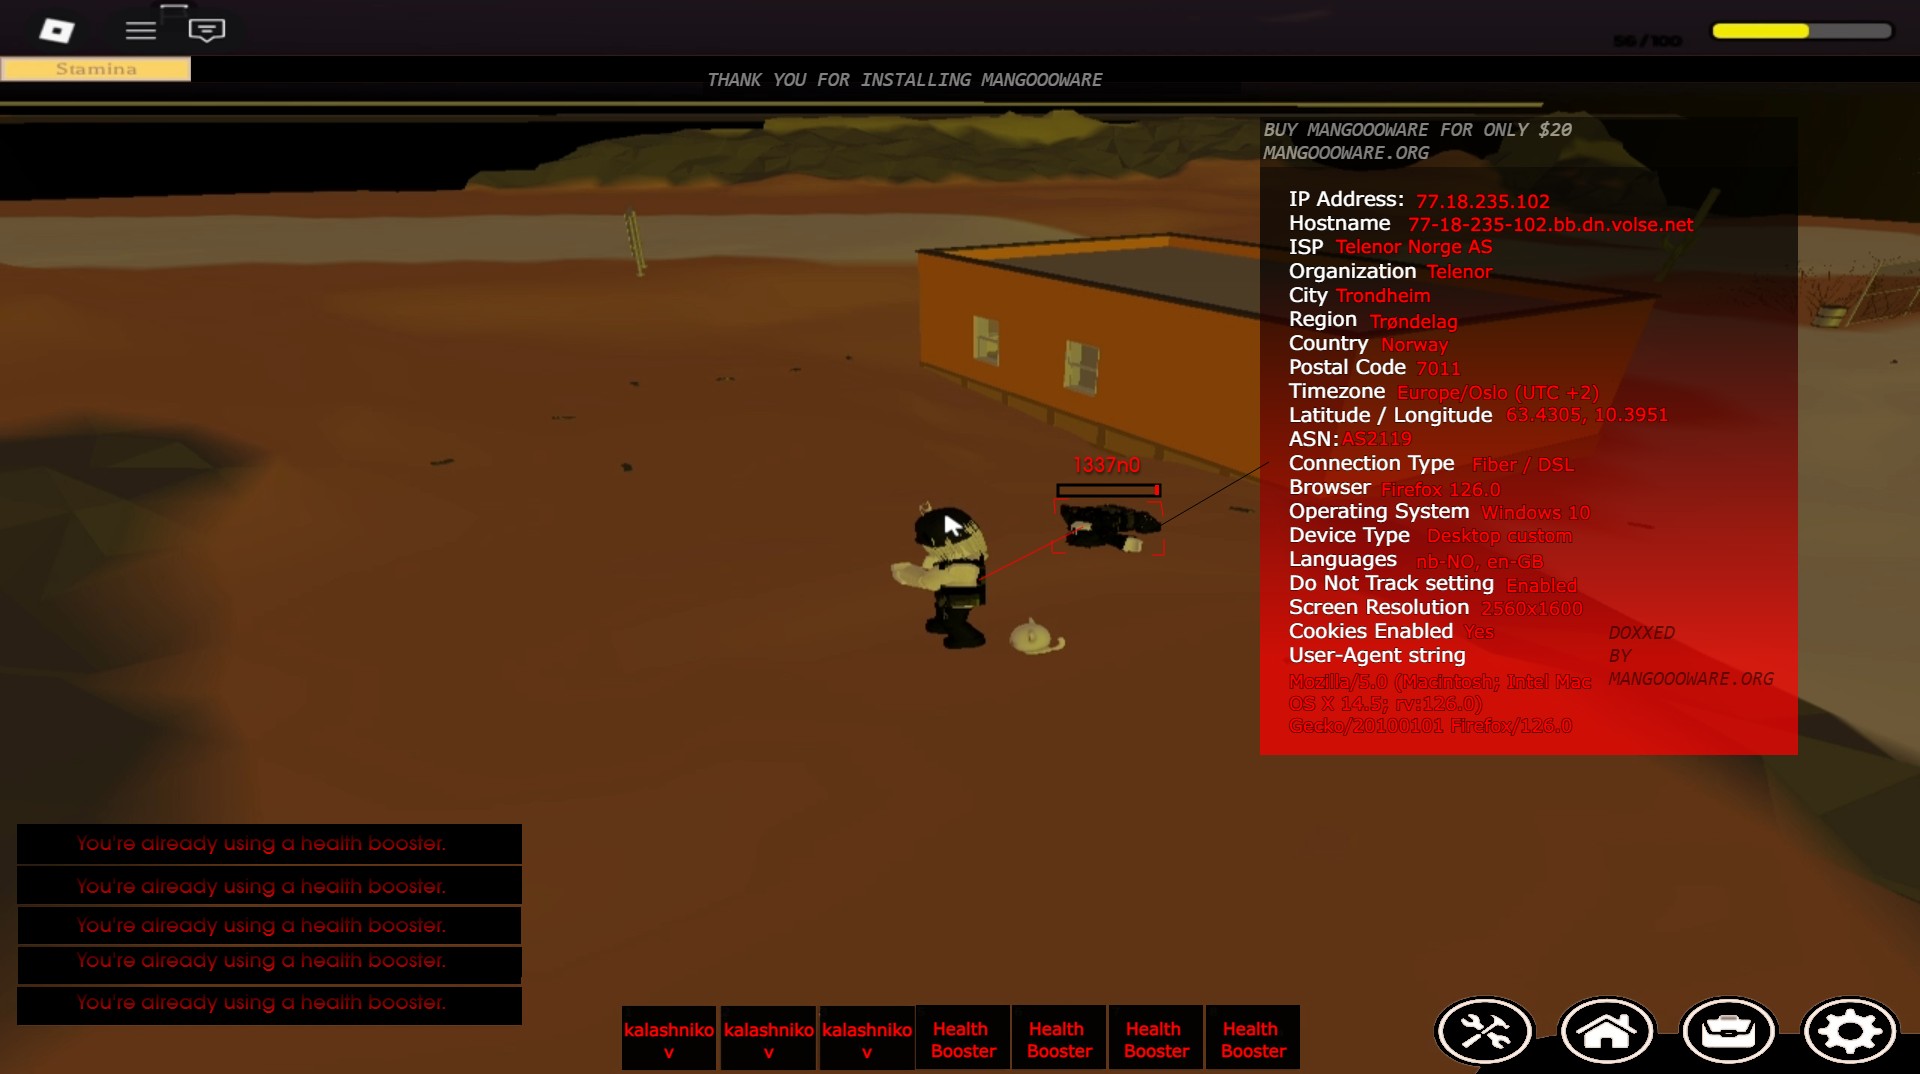 56/100
Stamina
THANK YOU FOR INSTALLING MANGOOOWARE
BUY MANGOOOWARE FOR ONLY $20
MANGOOOWARE.ORG
IP Address: 77.18.235.102
Hostname 77-18-235-102.bb.dn.volse.net
ISP Telenor Norge AS
Organization Telenor
City Trondheim
Region Trøndelag
Country Norway
Postal Code 7011
Timezone Europe/Oslo (UTC +2)
Latitude / Longitude 63.4305, 10.3951
ASN: AS2119
Connection Type Fiber / DSL
Browser Firefox 126.0
Operating System Windows 10
Device Type Desktop custom
Languages nb-NO, en-GB
Do Not Track setting Enabled
Screen Resolution 2560x1600
Cookies Enabled Yes
User-Agent string
Mozilla/5.0 (Macintosh; Intel Mac
OS X 14.5; rv:126.0)
Gecko/20100101 Firefox/126.0
DOXXED
BY
MANGOOOWARE.ORG
1337n0
You're already using a health booster.
You're already using a health booster.
You're already using a health booster.
You're already using a health booster.
You're already using a health booster.
kalashniko
v
kalashniko
v
kalashniko
v
Health
Booster
Health
Booster
Health
Booster
Health
Booster